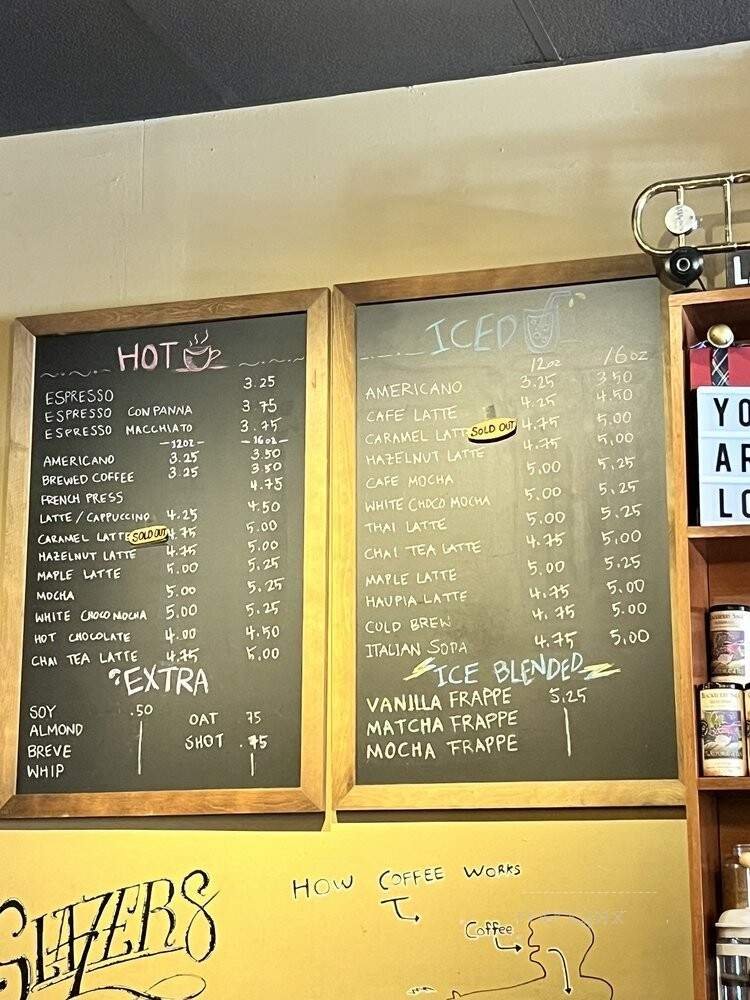 HOT
ESPRESSO 3.25
ESPRESSO CON PANNA 3.75
ESPRESSO MACCHIATO 3.75
-12oz- -16oz-
AMERICANO 3.25 3.50
BREWED COFFEE 3.25 3.50
FRENCH PRESS 4.75
LATTE / CAPPUCCINO 4.25 4.50
CARAMEL LATTE SOLD OUT 4.75 5.00
HAZELNUT LATTE 4.75 5.00
MAPLE LATTE 5.00 5.25
MOCHA 5.00 5.25
WHITE CHOCO MOCHA 5.00 5.25
HOT CHOCOLATE 4.00 4.50
CHAI TEA LATTE 4.75 5.00
EXTRA
SOY .50 OAT 75
ALMOND SHOT .75
BREVE
WHIP
ICED
12oz 16oz
AMERICANO 3.25 3.50
CAFE LATTE 4.25 4.50
CARAMEL LATT SOLD OUT 4.75 5.00
HAZELNUT LATTE 4.75 5.00
CAFE MOCHA 5.00 5.25
WHITE CHOCO MOCHA 5.00 5.25
THAI LATTE 5.00 5.25
CHAI TEA LATTE 4.75 5.00
MAPLE LATTE 5.00 5.25
HAUPIA LATTE 4.75 5.00
COLD BREW 4.75 5.00
ITALIAN SODA 4.75 5.00
ICE BLENDED
VANILLA FRAPPE 5.25
MATCHA FRAPPE
MOCHA FRAPPE
L
YO
AR
LO
GLAZERS
HOW COFFEE WORKS
Coffee